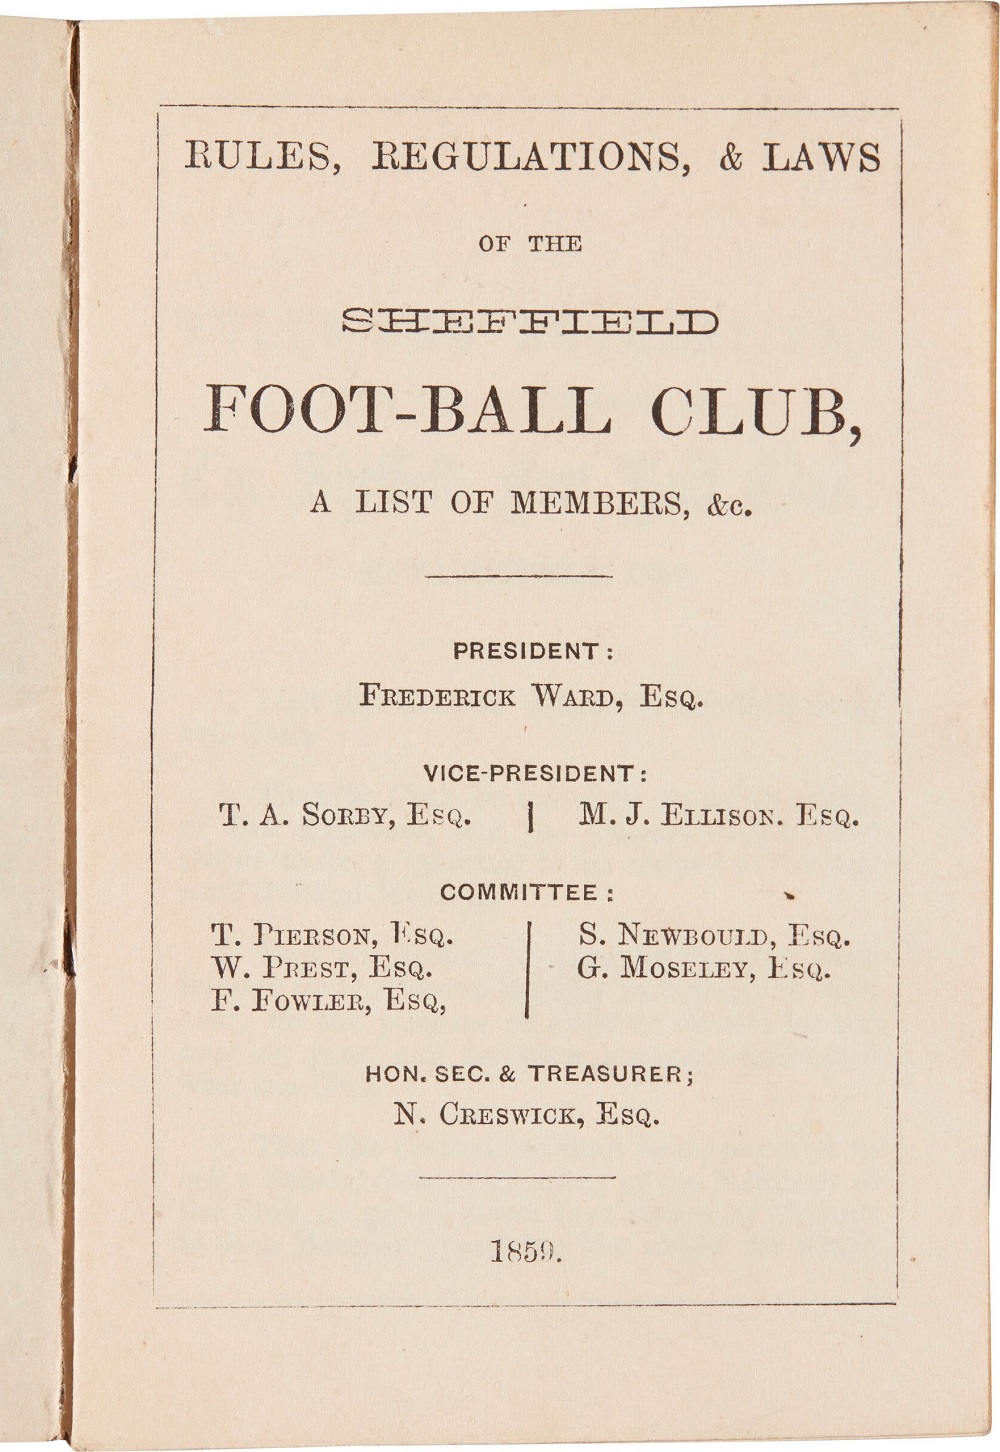 RULES, REGULATIONS, & LAWS
OF THE
SHEFFIELD
FOOT-BALL CLUB,
A LIST OF MEMBERS, &c.
PRESIDENT:
FREDERICK WARD, ESQ.
VICE-PRESIDENT:
T. A. SORBY, ESQ. | M. J. ELLISON. ESQ.
COMMITTEE:
T. PIERSON, ESQ. S. NEWBOULD, ESQ.
W. PREST, ESQ. G. MOSELEY, ESQ.
F. FOWLER, ESQ,
HON. SEC. & TREASURER;
N. CRESWICK, ESQ.
1859.